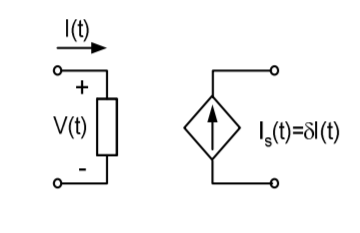 I(t)
+
V(t)
-
Iₛ(t)=δI(t)